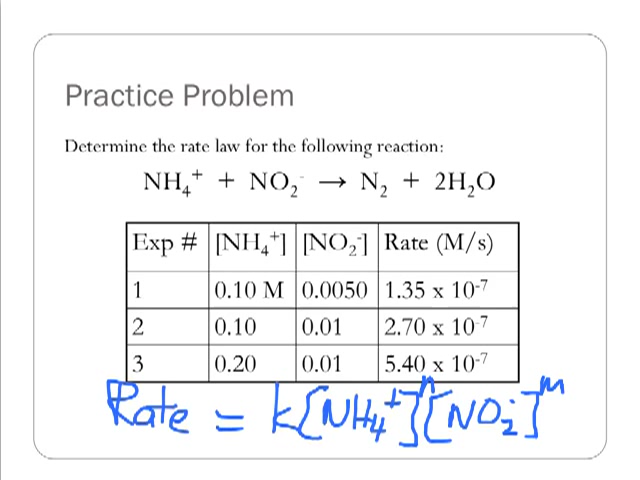 Practice Problem
Determine the rate law for the following reaction:
NH₄⁺ + NO₂⁻ → N₂ + 2H₂O
Exp # [NH₄⁺] [NO₂⁻] Rate (M/s)
1 0.10 M 0.0050 1.35 x 10⁻⁷
2 0.10 0.01 2.70 x 10⁻⁷
3 0.20 0.01 5.40 x 10⁻⁷
Rate = k[NH₄⁺]ⁿ[NO₂⁻]ᵐ